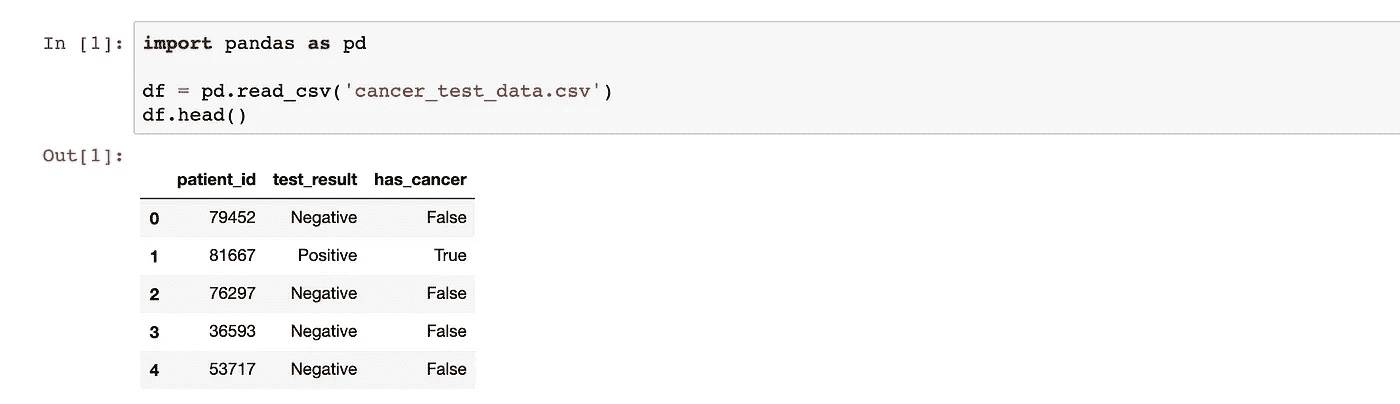 In [1]: import pandas as pd
df = pd.read_csv('cancer_test_data.csv')
df.head()
Out[1]:
patient_id test_result has_cancer
0 79452 Negative False
1 81667 Positive True
2 76297 Negative False
3 36593 Negative False
4 53717 Negative False